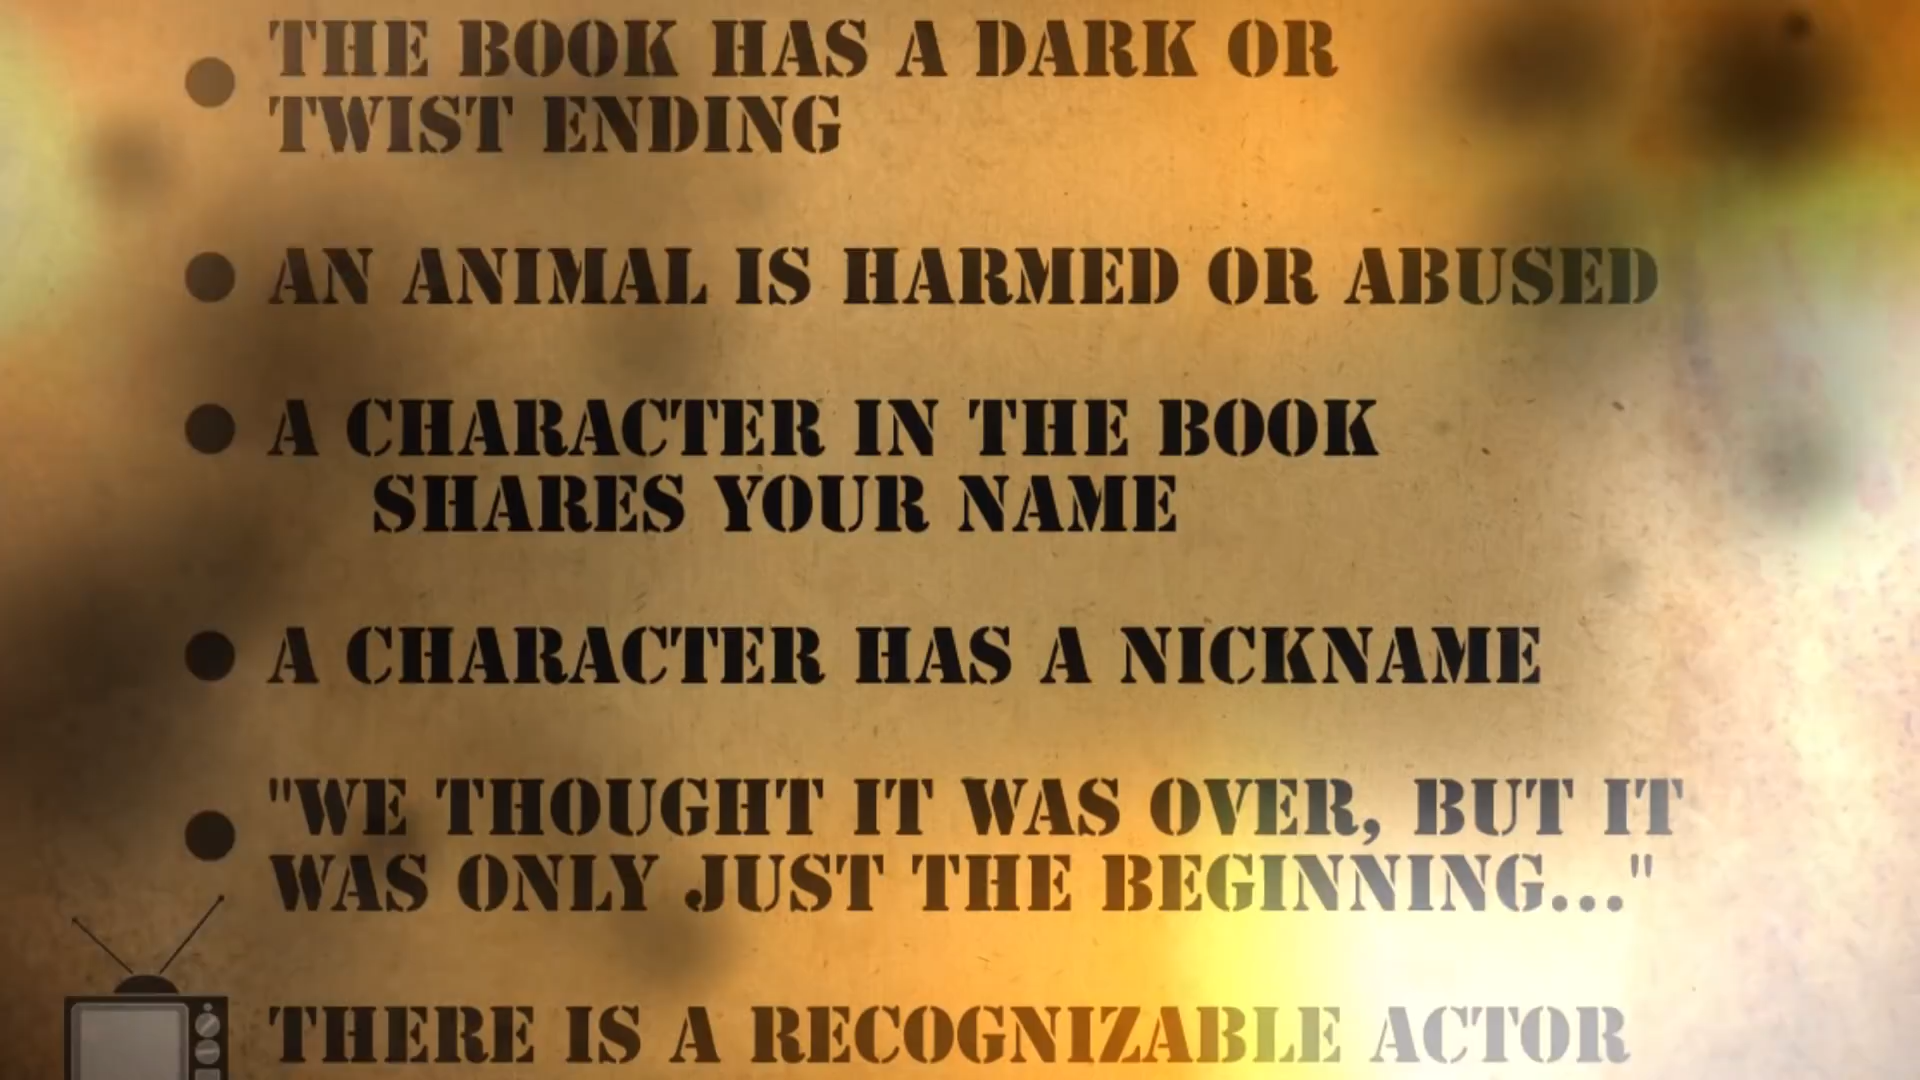 THE BOOK HAS A DARK OR
TWIST ENDING
AN ANIMAL IS HARMED OR ABUSED
A CHARACTER IN THE BOOK
SHARES YOUR NAME
A CHARACTER HAS A NICKNAME
"WE THOUGHT IT WAS OVER, BUT IT
WAS ONLY JUST THE BEGINNING..."
THERE IS A RECOGNIZABLE ACTOR